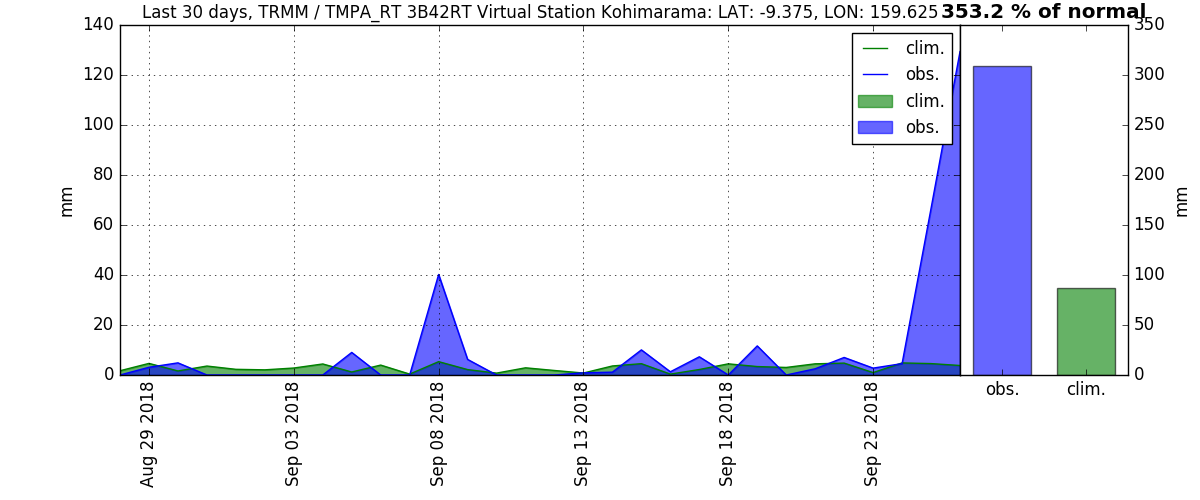 Last 30 days, TRMM / TMPA_RT 3B42RT Virtual Station Kohimarama: LAT: -9.375, LON: 159.625 353.2 % of normal
140
120
100
80
60
40
20
0
mm
clim.
obs.
clim.
obs.
350
300
250
200
150
100
50
0
mm
Aug 29 2018
Sep 03 2018
Sep 08 2018
Sep 13 2018
Sep 18 2018
Sep 23 2018
obs.
clim.